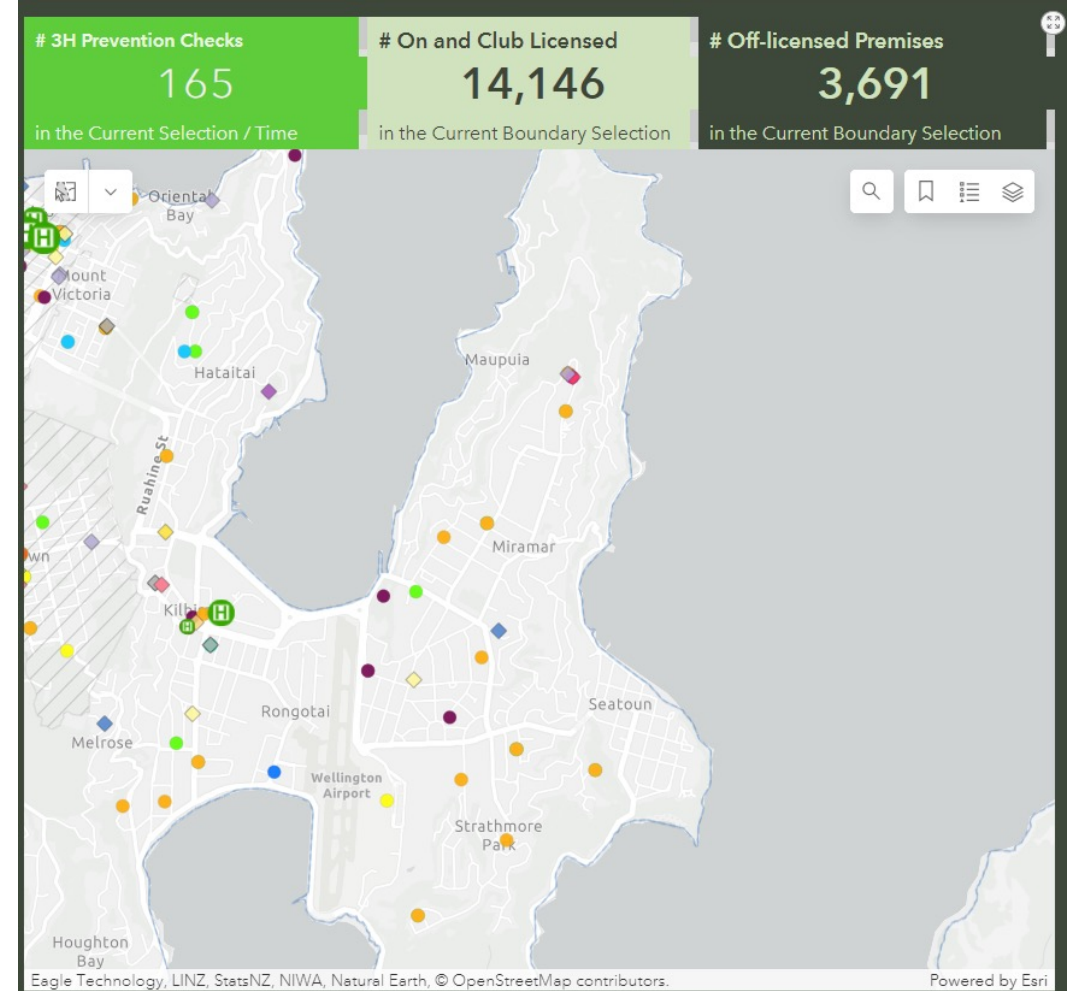 # 3H Prevention Checks
165
in the Current Selection / Time
# On and Club Licensed
14,146
in the Current Boundary Selection
# Off-licensed Premises
3,691
in the Current Boundary Selection
Oriental
Bay
Mount
Victoria
Hataitai
Maupuia
Ruahine St
Miramar
wn
Kilbi
H
H
H
Rongotai
Seatoun
Melrose
Wellington
Airport
Strathmore
Park
Houghton
Bay
Eagle Technology, LINZ, StatsNZ, NIWA, Natural Earth, © OpenStreetMap contributors.
Powered by Esri